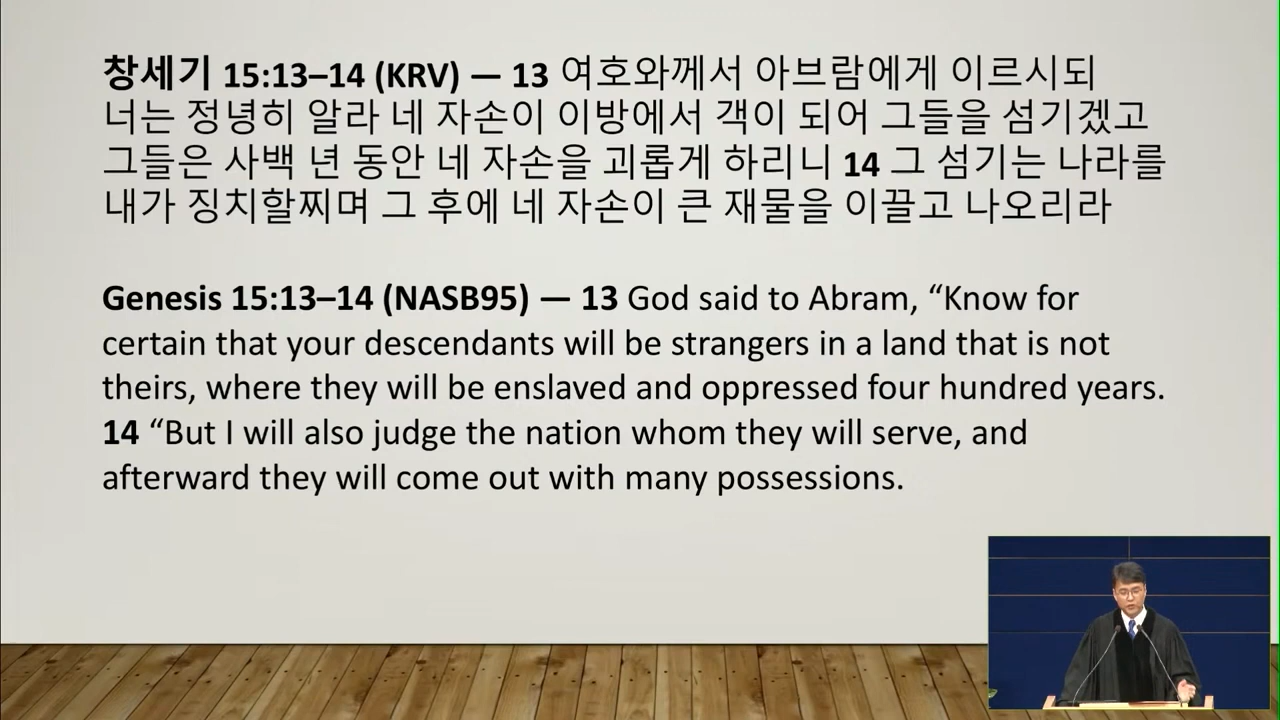 창세기 15:13–14 (KRV) — 13 여호와께서 아브람에게 이르시되
너는 정녕히 알라 네 자손이 이방에서 객이 되어 그들을 섬기겠고
그들은 사백 년 동안 네 자손을 괴롭게 하리니 14 그 섬기는 나라를
내가 징치할찌며 그 후에 네 자손이 큰 재물을 이끌고 나오리라
Genesis 15:13–14 (NASB95) — 13 God said to Abram, “Know for
certain that your descendants will be strangers in a land that is not
theirs, where they will be enslaved and oppressed four hundred years.
14 “But I will also judge the nation whom they will serve, and
afterward they will come out with many possessions.